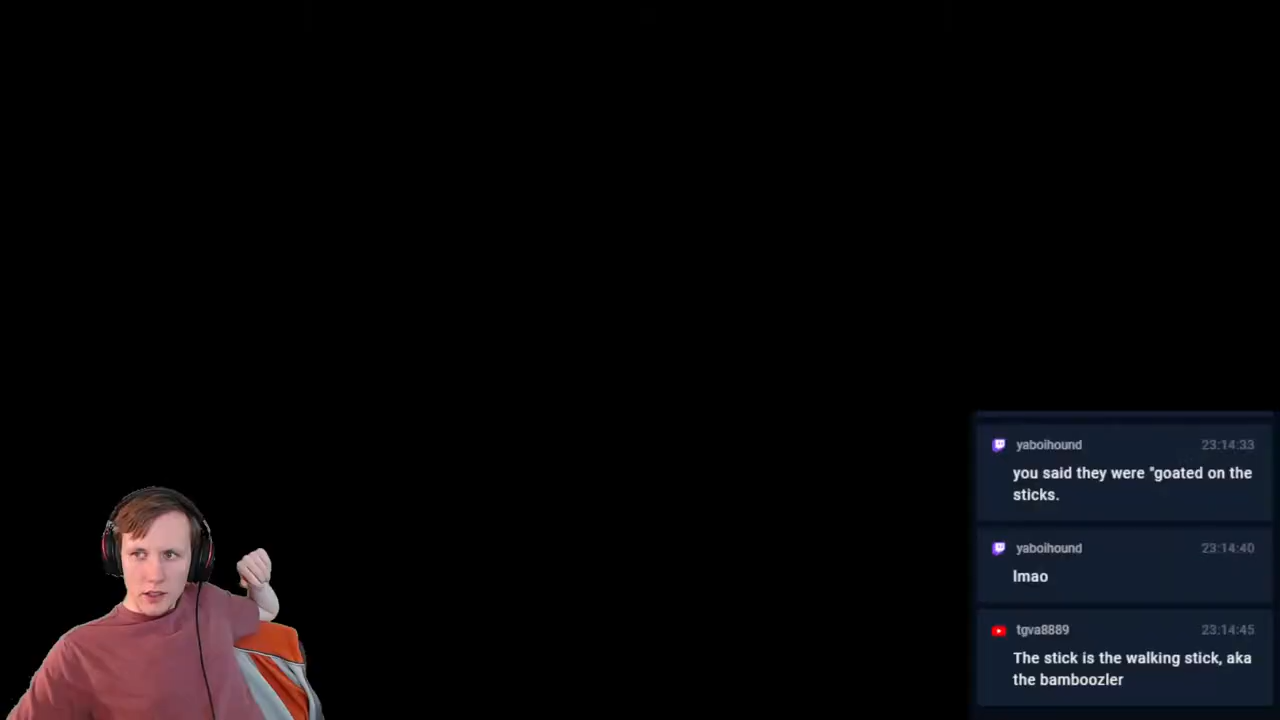 yaboihound 23:14:33
you said they were "goated on the
sticks.
yaboihound 23:14:40
lmao
tgva8889 23:14:45
The stick is the walking stick, aka
the bamboozler